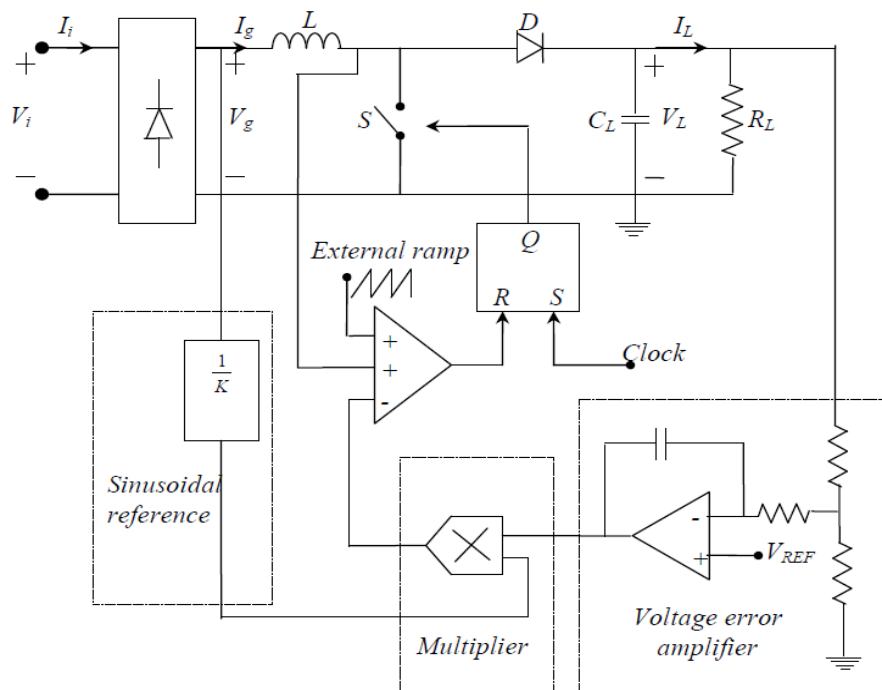 I_i
I_g
L
D
I_L
+
+
+
V_i
V_g
S
C_L
V_L
R_L
−
−
−
Q
External ramp
R
S
+
+
-
Clock
1
K
Sinusoidal
reference
-
+
V_REF
Multiplier
Voltage error
amplifier